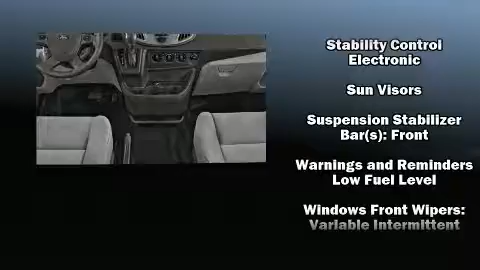 Stability Control
Electronic
Sun Visors
Suspension Stabilizer
Bar(s): Front
Warnings and Reminders
Low Fuel Level
Windows Front Wipers:
Variable Intermittent